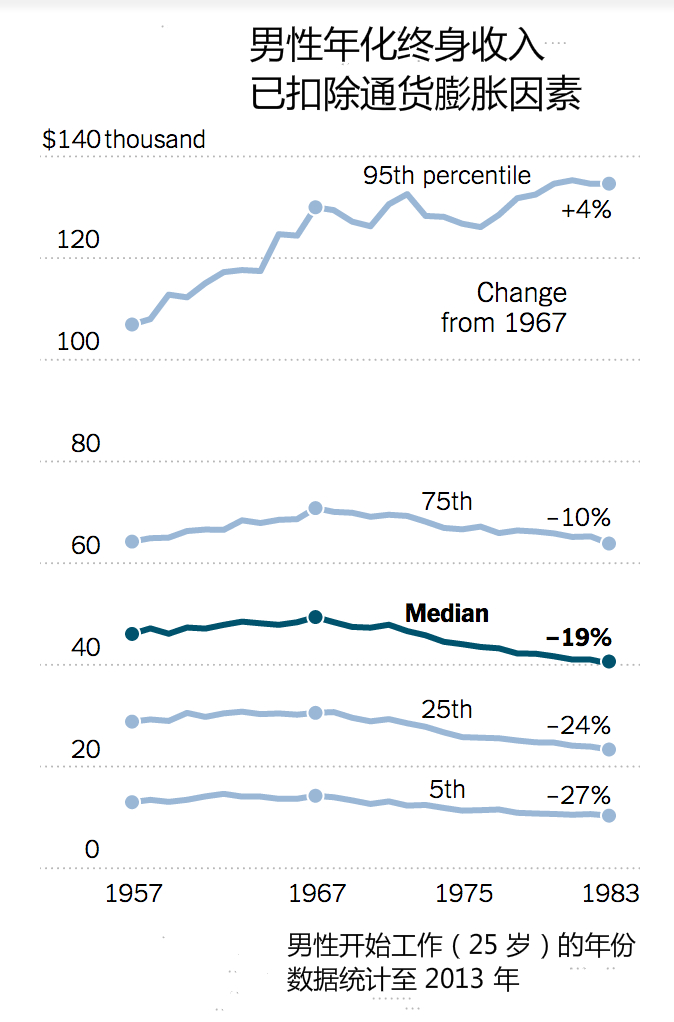 男性年化终身收入
已扣除通货膨胀因素
$140 thousand
95th percentile
+4%
120
Change
from 1967
100
80
75th
-10%
60
Median
-19%
40
25th
-24%
20
5th
-27%
0
1957 1967 1975 1983
男性开始工作（25 岁）的年份
数据统计至 2013 年